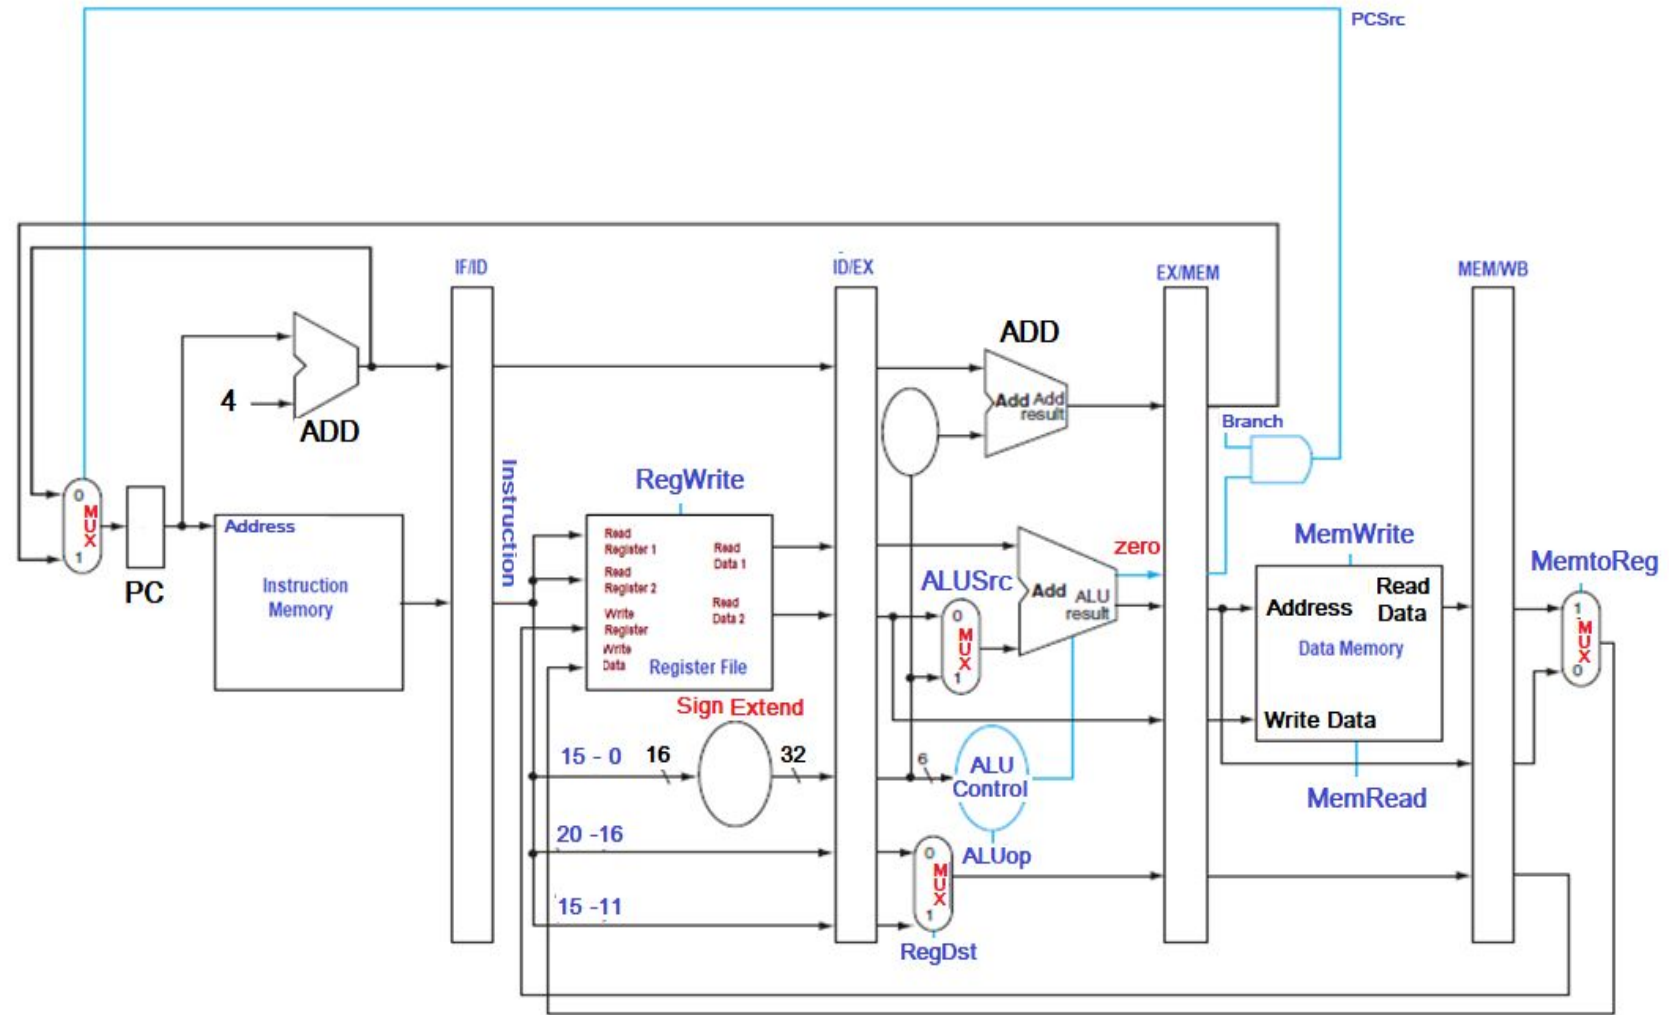 PCSrc
IF/ID
ID/EX
EX/MEM
MEM/WB
ADD
4
ADD
Add Add
result
Branch
0
MUX
1
PC
Address
Instruction
Memory
Instruction
RegWrite
Read
Register 1
Read
Register 2
Write
Register
Write
Data
Read
Data 1
Read
Data 2
Register File
Sign Extend
15 - 0
16
32
20 -16
15 -11
ALUSrc
0
MUX
1
Add
ALU
result
zero
6
ALU
Control
ALUop
0
MUX
1
RegDst
MemWrite
Address
Read
Data
Data Memory
Write Data
MemRead
MemtoReg
1
MUX
0